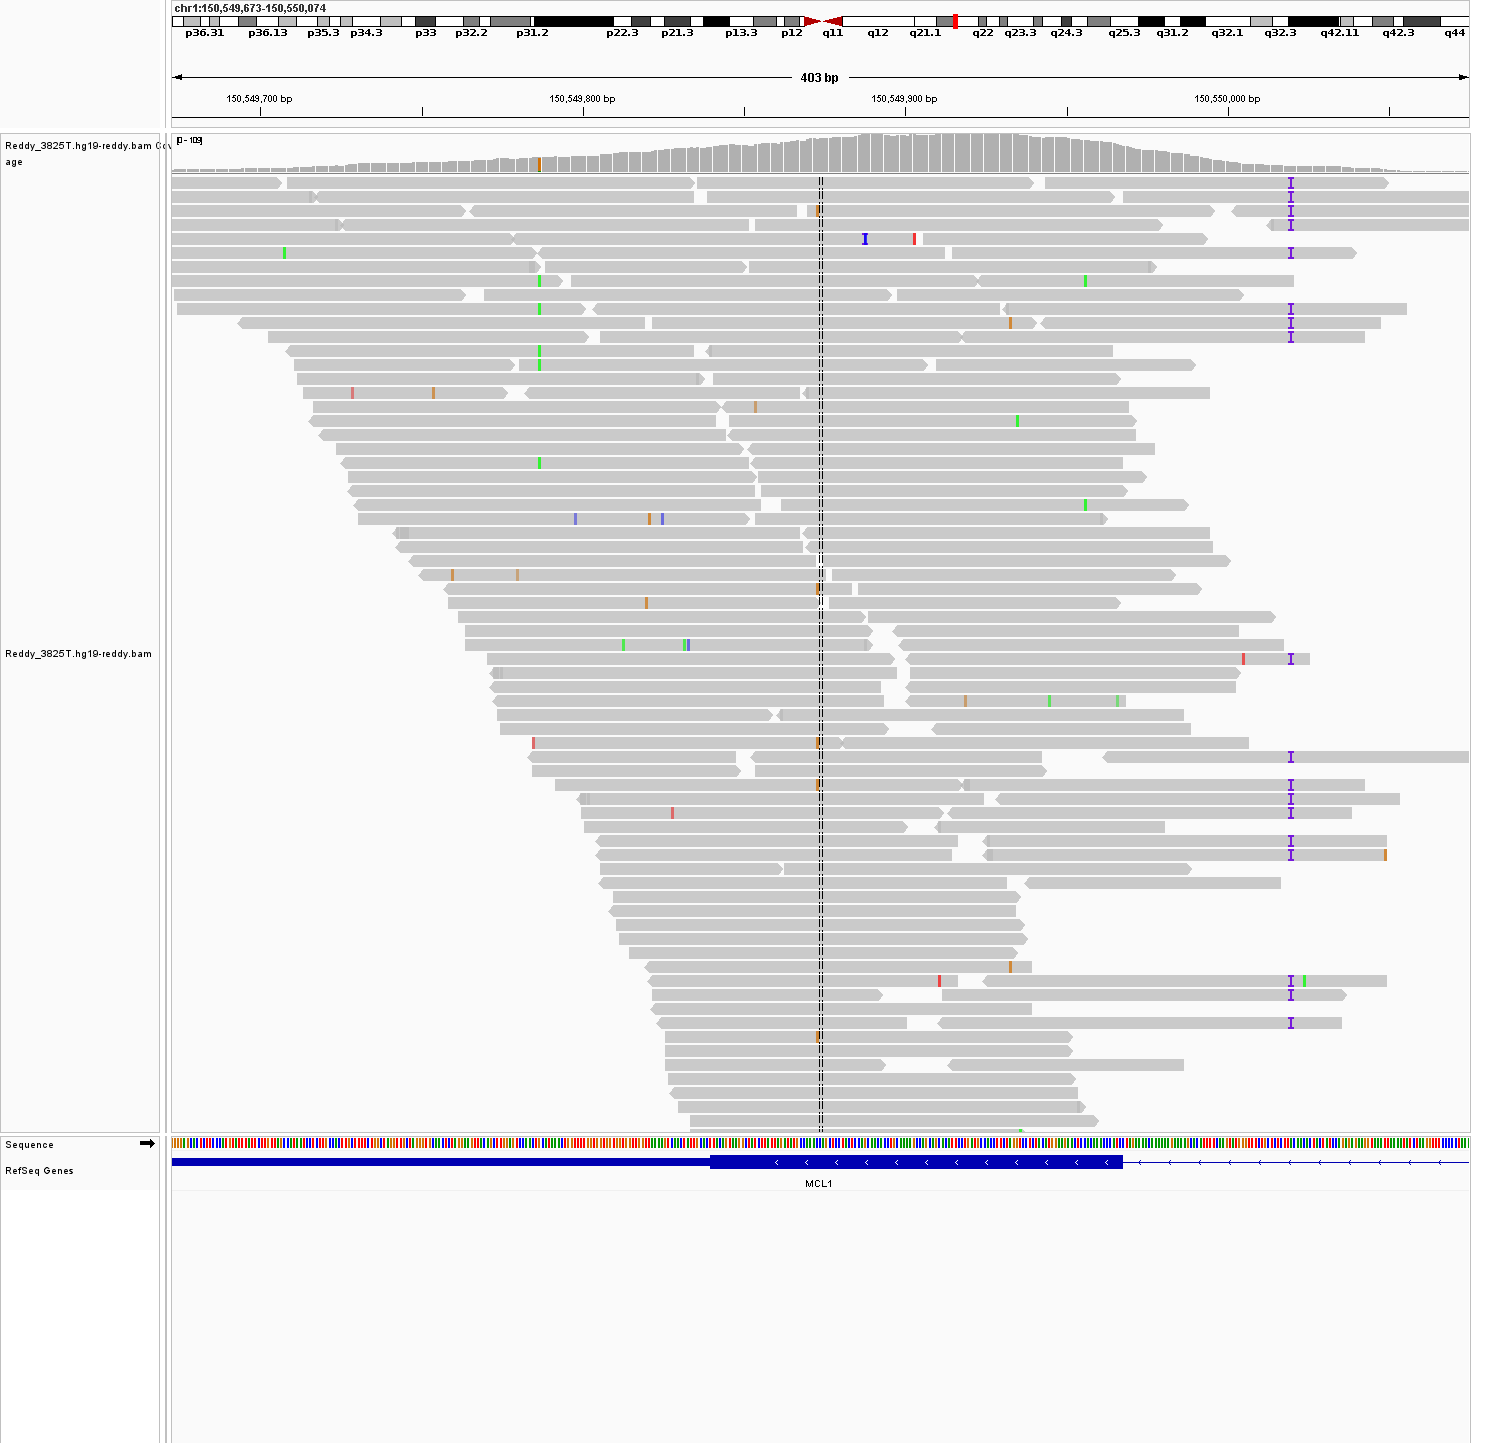 chr1:150,549,673-150,550,074
p36.31 p36.13 p35.3 p34.3 p33 p32.2 p31.2 p22.3 p21.3 p13.3 p12 q11 q12 q21.1 q22 q23.3 q24.3 q25.3 q31.2 q32.1 q32.3 q42.11 q42.3 q44
403 bp
150,549,700 bp 150,549,800 bp 150,549,900 bp 150,550,000 bp
Reddy_3825T.hg19-reddy.bam Cov
age
[0 - 109]
Reddy_3825T.hg19-reddy.bam
Sequence
RefSeq Genes
MCL1